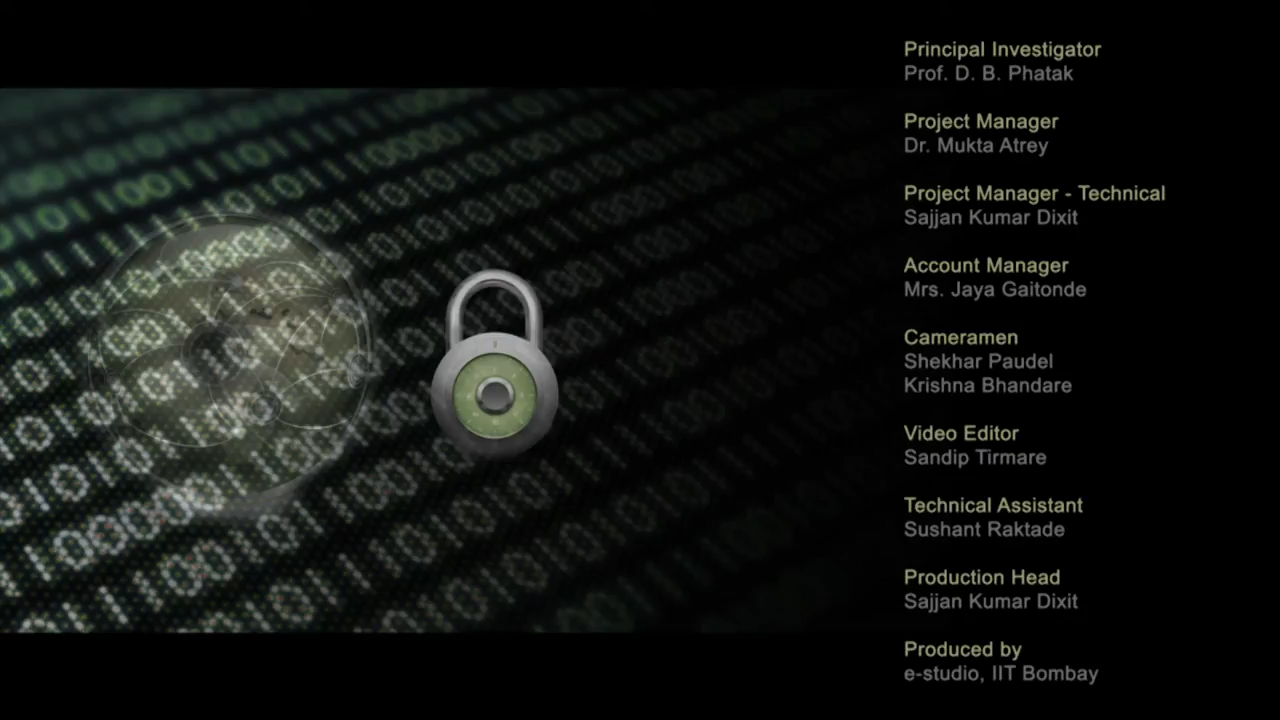 Principal Investigator
Prof. D. B. Phatak
Project Manager
Dr. Mukta Atrey
Project Manager - Technical
Sajjan Kumar Dixit
Account Manager
Mrs. Jaya Gaitonde
Cameramen
Shekhar Paudel
Krishna Bhandare
Video Editor
Sandip Tirmare
Technical Assistant
Sushant Raktade
Production Head
Sajjan Kumar Dixit
Produced by
e-studio, IIT Bombay